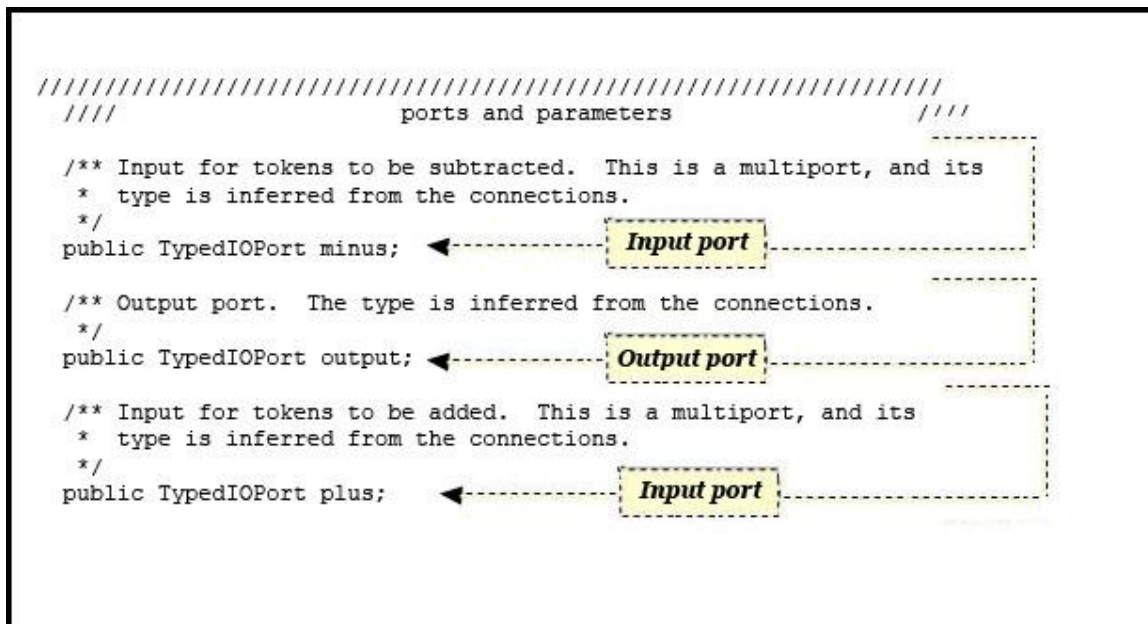 ///////////////////////////////////////////////////////////////////
////                     ports and parameters                  ////
/** Input for tokens to be subtracted.  This is a multiport, and its
 *  type is inferred from the connections.
 */
public TypedIOPort minus;
Input port
/** Output port.  The type is inferred from the connections.
 */
public TypedIOPort output;
Output port
/** Input for tokens to be added.  This is a multiport, and its
 *  type is inferred from the connections.
 */
public TypedIOPort plus;
Input port